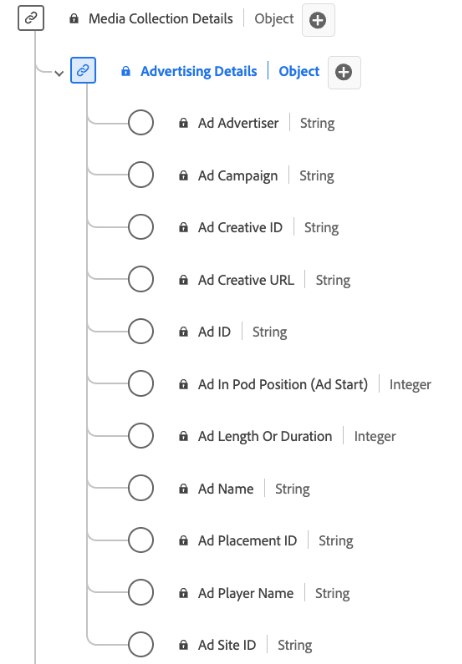 Media Collection Details | Object
Advertising Details | Object
Ad Advertiser | String
Ad Campaign | String
Ad Creative ID | String
Ad Creative URL | String
Ad ID | String
Ad In Pod Position (Ad Start) | Integer
Ad Length Or Duration | Integer
Ad Name | String
Ad Placement ID | String
Ad Player Name | String
Ad Site ID | String